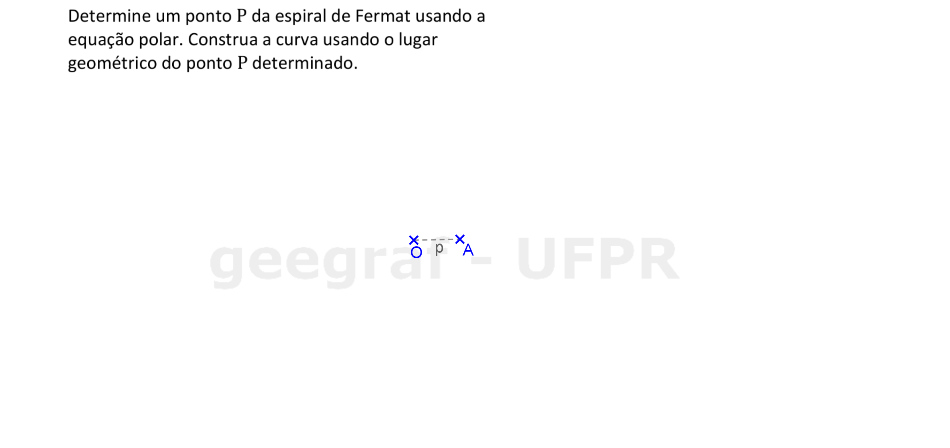 Determine um ponto P da espiral de Fermat usando a
equação polar. Construa a curva usando o lugar
geométrico do ponto P determinado.
O p A
geegraf - UFPR